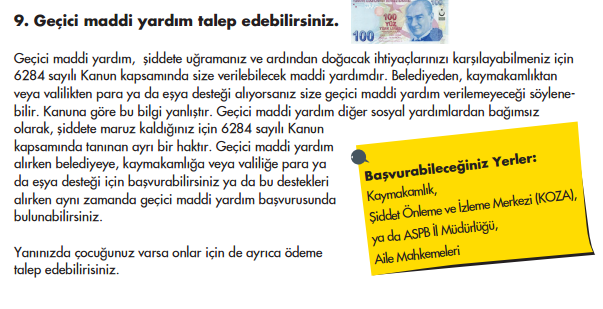 9. Geçici maddi yardım talep edebilirsiniz.
100
YÜZ
Geçici maddi yardım, şiddete uğramanız ve ardından doğacak ihtiyaçlarınızı karşılayabilmeniz için
6284 sayılı Kanun kapsamında size verilebilecek maddi yardımdır. Belediyeden, kaymakamlıktan
veya valilikten para ya da eşya desteği alıyorsanız size geçici maddi yardım verilemeyeceği söylene-
bilir. Kanuna göre bu bilgi yanlıştır. Geçici maddi yardım diğer sosyal yardımlardan bağımsız
olarak, şiddete maruz kaldığınız için 6284 sayılı Kanun
kapsamında tanınan ayrı bir haktır. Geçici maddi yardım
alırken belediyeye, kaymakamlığa veya valiliğe para ya
da eşya desteği için başvurabilirsiniz ya da bu destekleri
alırken aynı zamanda geçici maddi yardım başvurusunda
bulunabilirsiniz.
Yanınızda çocuğunuz varsa onlar için de ayrıca ödeme
talep edebilirisiniz.
Başvurabileceğiniz Yerler:
Kaymakamlık,
Şiddet Önleme ve İzleme Merkezi (KOZA),
ya da ASPB İl Müdürlüğü,
Aile Mahkemeleri